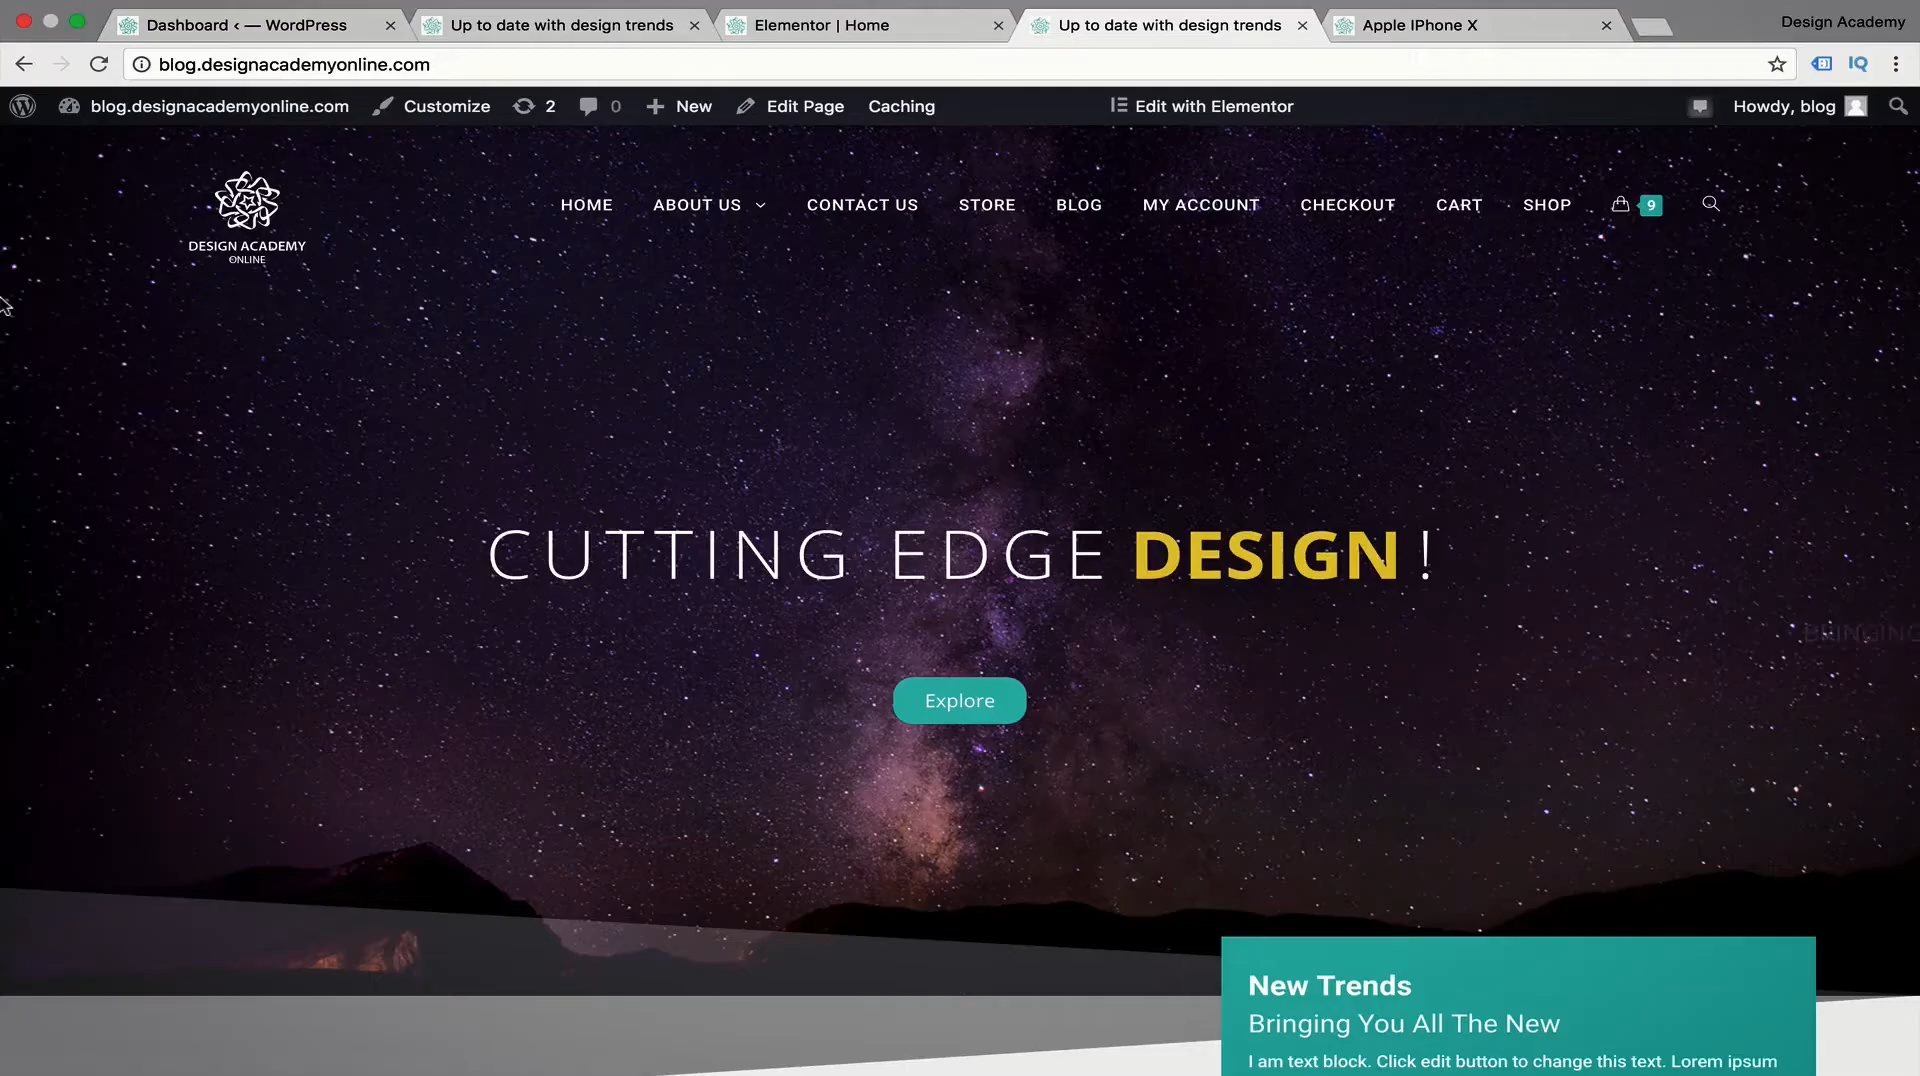 Dashboard ‹ — WordPress
Up to date with design trends
Elementor | Home
Up to date with design trends
Apple IPhone X
Design Academy
blog.designacademyonline.com
IQ
blog.designacademyonline.com
Customize
2
0
New
Edit Page
Caching
Edit with Elementor
Howdy, blog
DESIGN ACADEMY
ONLINE
HOME
ABOUT US
CONTACT US
STORE
BLOG
MY ACCOUNT
CHECKOUT
CART
SHOP
9
CUTTING EDGE DESIGN !
BRINGING
Explore
New Trends
Bringing You All The New
I am text block. Click edit button to change this text. Lorem ipsum